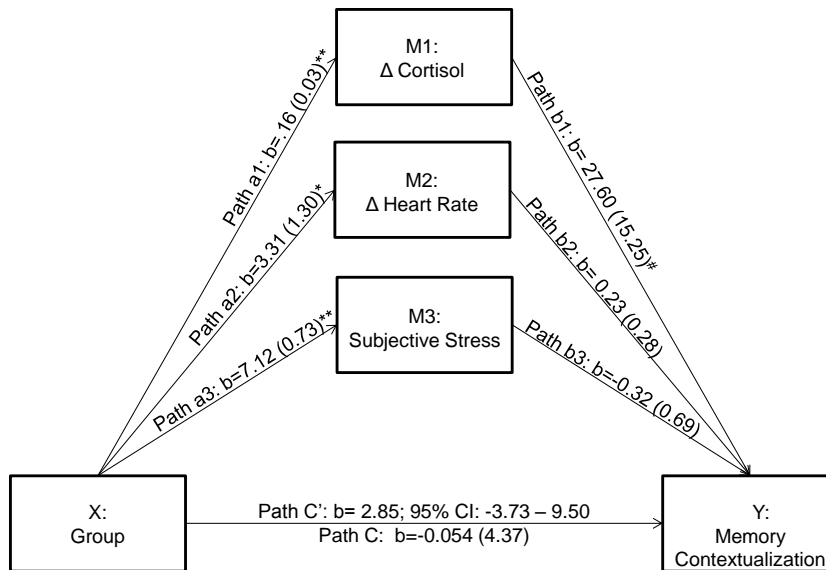 M1:
Δ Cortisol
Path a1: b=.16 (0.03)**
Path b1: b= 27.60 (15.25)#
M2:
Δ Heart Rate
Path a2: b=3.31 (1.30)*
Path b2: b= 0.23 (0.28)
M3:
Subjective Stress
Path a3: b=7.12 (0.73)**
Path b3: b=-0.32 (0.69)
X:
Group
Path C’: b= 2.85; 95% CI: -3.73 – 9.50
Path C: b=-0.054 (4.37)
Y:
Memory
Contextualization